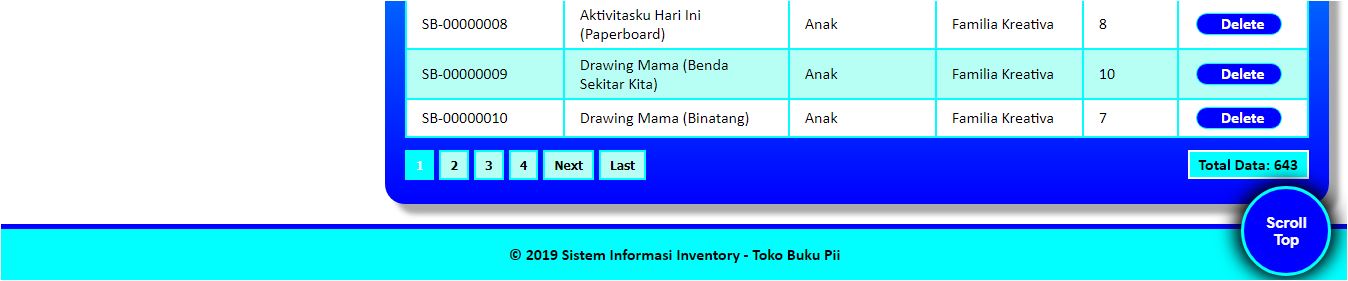 SB-00000008 Aktivitasku Hari Ini (Paperboard) Anak Familia Kreativa 8 Delete
SB-00000009 Drawing Mama (Benda Sekitar Kita) Anak Familia Kreativa 10 Delete
SB-00000010 Drawing Mama (Binatang) Anak Familia Kreativa 7 Delete
1 2 3 4 Next Last Total Data: 643
Scroll
Top
© 2019 Sistem Informasi Inventory - Toko Buku Pii